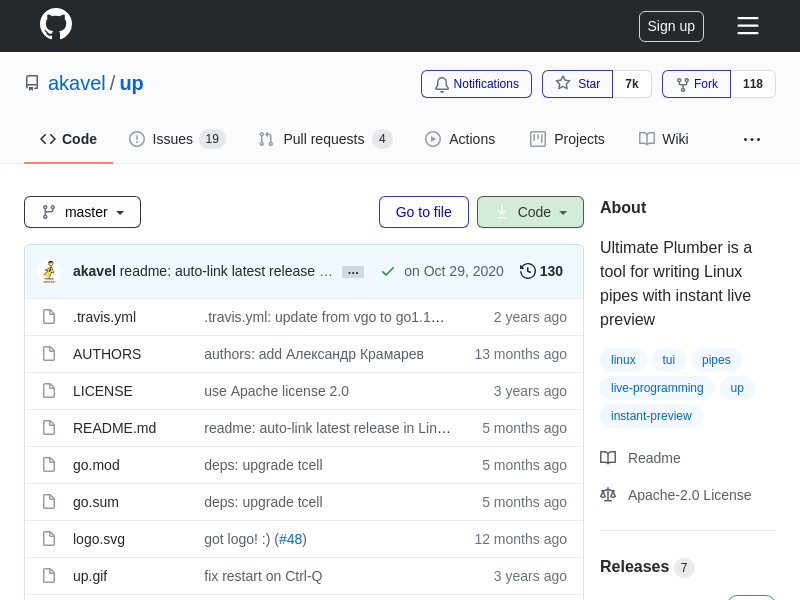 Sign up
akavel / up
Notifications
Star 7k
Fork 118
Code
Issues 19
Pull requests 4
Actions
Projects
Wiki
master
Go to file
Code
akavel readme: auto-link latest release … … on Oct 29, 2020 130
.travis.yml .travis.yml: update from vgo to go1.1… 2 years ago
AUTHORS authors: add Александр Крамарев 13 months ago
LICENSE use Apache license 2.0 3 years ago
README.md readme: auto-link latest release in Lin… 5 months ago
go.mod deps: upgrade tcell 5 months ago
go.sum deps: upgrade tcell 5 months ago
logo.svg got logo! :) (#48) 12 months ago
up.gif fix restart on Ctrl-Q 3 years ago
About
Ultimate Plumber is a
tool for writing Linux
pipes with instant live
preview
linux tui pipes
live-programming up
instant-preview
Readme
Apache-2.0 License
Releases 7